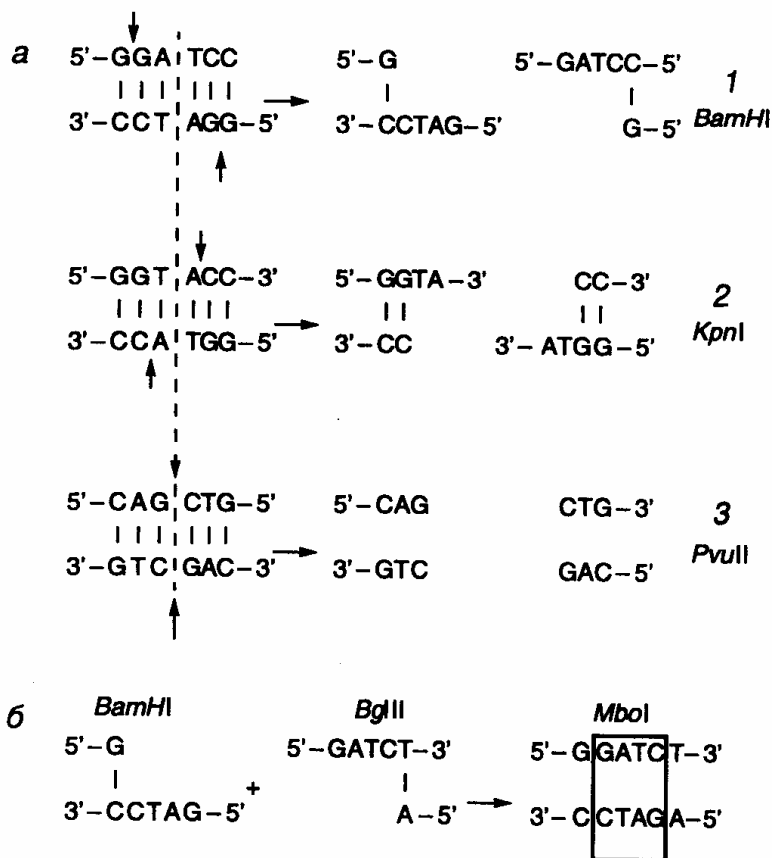 а 5'-GGA TCC 5'-G 5'-GATCC-5' 1
3'-CCT AGG-5' 3'-CCTAG-5' G-5' BamHI
5'-GGT ACC-3' 5'-GGTA-3' CC-3' 2
3'-CCA TGG-5' 3'-CC 3'-ATGG-5' KpnI
5'-CAG CTG-5' 5'-CAG CTG-3' 3
3'-GTC GAC-3' 3'-GTC GAC-5' PvuII
б BamHI BglII MboI
5'-G 5'-GATCT-3' 5'-GGATCT-3'
3'-CCTAG-5' + A-5' 3'-CCTAGA-5'